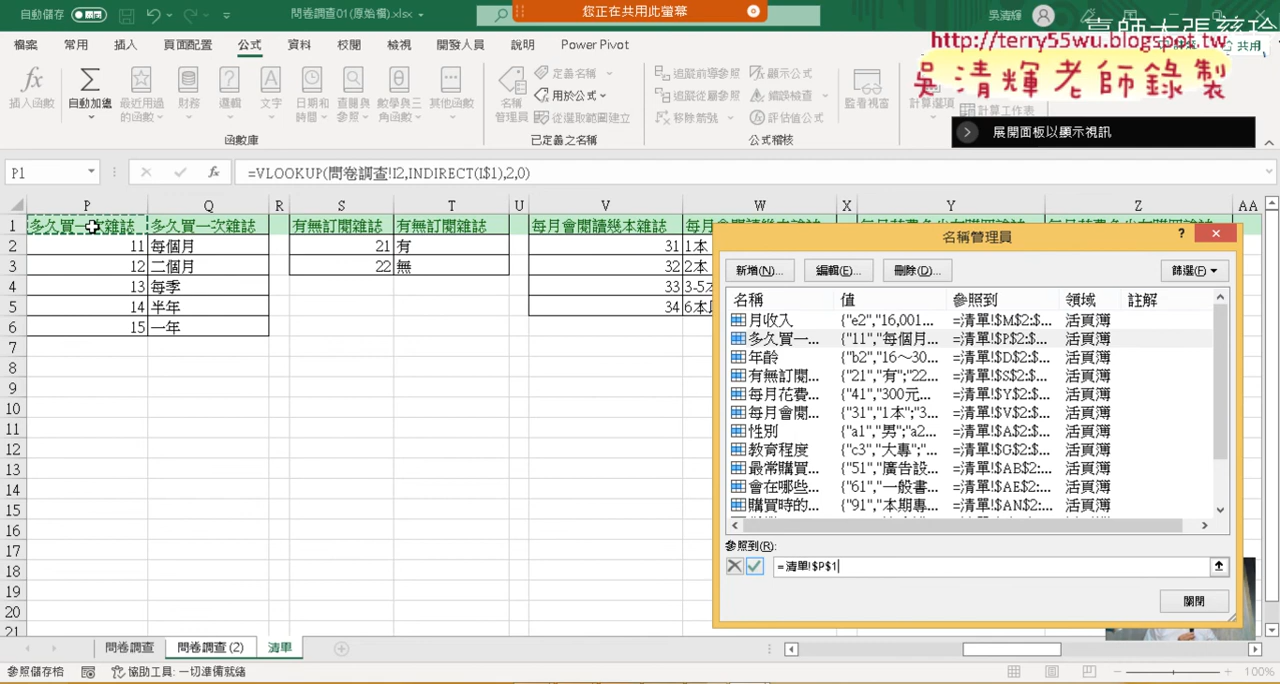 自動儲存
問卷調查01(原始檔).xlsx
您正在共用此螢幕
吳清輝
檔案 常用 插入 頁面配置 公式 資料 校閱 檢視 開發人員 說明 Power Pivot
共用
http://terry55wu.blogspot.tw
吳清輝老師錄製
展開面板以顯示視訊
插入函數
自動加總
最近用過的函數
財務
邏輯
文字
日期和時間
查閱與參照
數學與三角函數
其他函數
名稱管理員
定義名稱
用於公式
從選取範圍建立
追蹤前導參照
追蹤從屬參照
移除箭號
顯示公式
錯誤檢查
評估值公式
監看視窗
計算選項
計算工作表
函數庫 已定義之名稱 公式稽核
P1 fx =VLOOKUP(問卷調查!I2,INDIRECT(I$1),2,0)
P Q R S T U V W X Y Z AA
1 多久買一次雜誌 多久買一次雜誌 有無訂閱雜誌 有無訂閱雜誌 每月會閱讀幾本雜誌
2 11 每個月 21 有 31 1本
3 12 二個月 22 無 32 2本
4 13 每季 33
5 14 半年 34
6 15 一年
7
8
9
10
11
12
13
14
15
16
17
18
19
20
21
名稱管理員 ?
新增(N)... 編輯(E)... 刪除(D)... 篩選(F)
名稱 值 參照到 領域 註解
月收入 {"e2","16,001... =清單!$M$2:$... 活頁簿
多久買一... {"11","每個月... =清單!$P$2:$... 活頁簿
年齡 {"b2","16～30... =清單!$D$2:$... 活頁簿
有無訂閱... {"21","有";"22... =清單!$S$2:$... 活頁簿
每月花費... {"41","300元... =清單!$Y$2:$... 活頁簿
每月會閱... {"31","1本";"3... =清單!$V$2:$... 活頁簿
性別 {"a1","男";"a2... =清單!$A$2:$... 活頁簿
教育程度 {"c3","大專";"... =清單!$G$2:$... 活頁簿
最常購買... {"51","廣告設... =清單!$AB$2:... 活頁簿
會在哪些... {"61","一般書... =清單!$AE$2:... 活頁簿
購買時的... {"91","本期專... =清單!$AN$2:... 活頁簿
參照到(R):
=清單!$P$1
關閉
問卷調查 問卷調查 (2) 清單
參照儲存格 協助工具: 一切準備就緒 100%